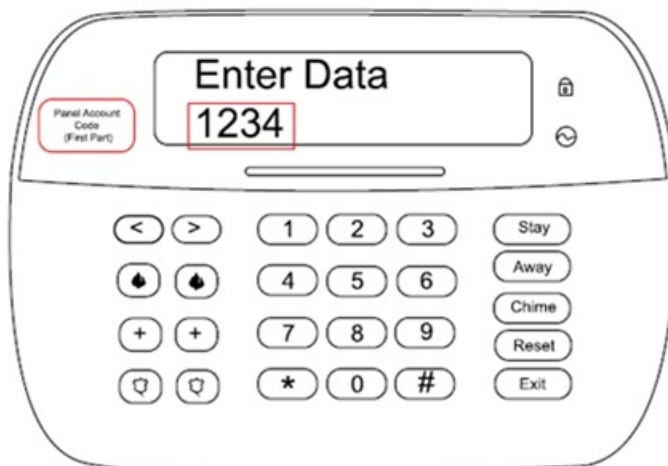 Enter Data
Panel Account
Code
(First Part)
1234
< > 1 2 3 Stay
4 5 6 Away
Chime
+ + 7 8 9
Reset
* 0 # Exit